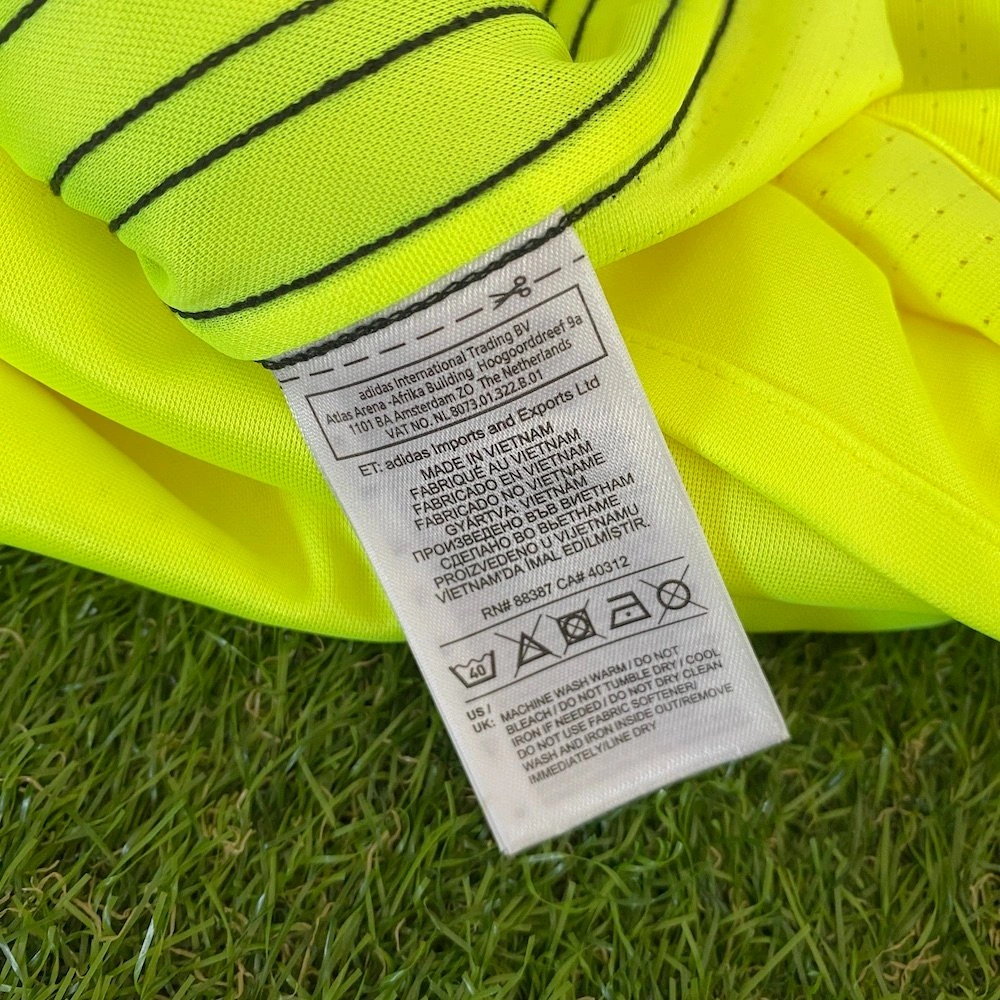 adidas International Trading BV
Atlas Arena -Afrika Building Hoogoorddreef 9a
1101 BA Amsterdam ZO The Netherlands
VAT NO. NL 8073.01.322.B.01
ET: adidas Imports and Exports Ltd
MADE IN VIETNAM
FABRIQUÉ AU VIETNAM
FABRICADO EN VIETNAM
FABRICADO NO VIETNAME
GYÁRTVA: VIETNAM
ПРОИЗВЕДЕНО ВЪВ ВИЕТНАМ
СДЕЛАНО ВО ВЬЕТНАМЕ
PROIZVEDENO U VIJETNAMU
VİETNAM'DA İMAL EDİLMİŞTİR.
RN# 88387 CA# 40312
40
US / UK: MACHINE WASH WARM / DO NOT
BLEACH / DO NOT TUMBLE DRY / COOL
IRON IF NEEDED / DO NOT DRY CLEAN
DO NOT USE FABRIC SOFTENER/
WASH AND IRON INSIDE OUT/REMOVE
IMMEDIATELY/LINE DRY